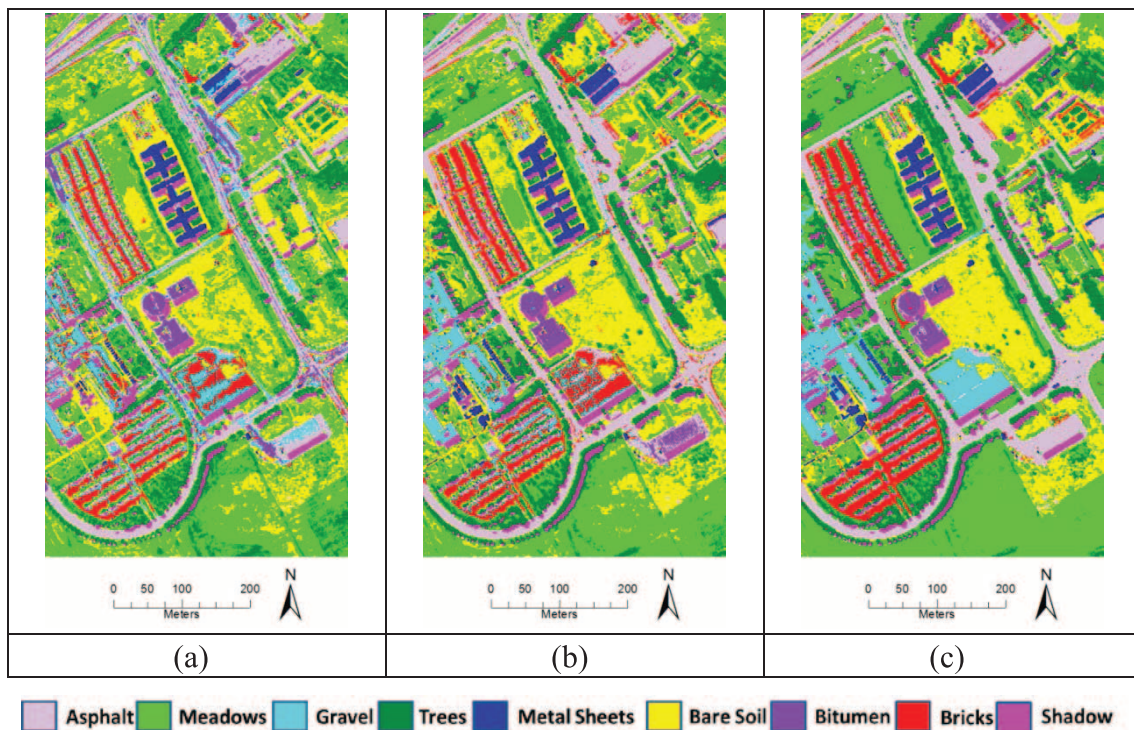 N N N
0 50 100 200 0 50 100 200 0 50 100 200
Meters Meters Meters
(a) (b) (c)
Asphalt Meadows Gravel Trees Metal Sheets Bare Soil Bitumen Bricks Shadow